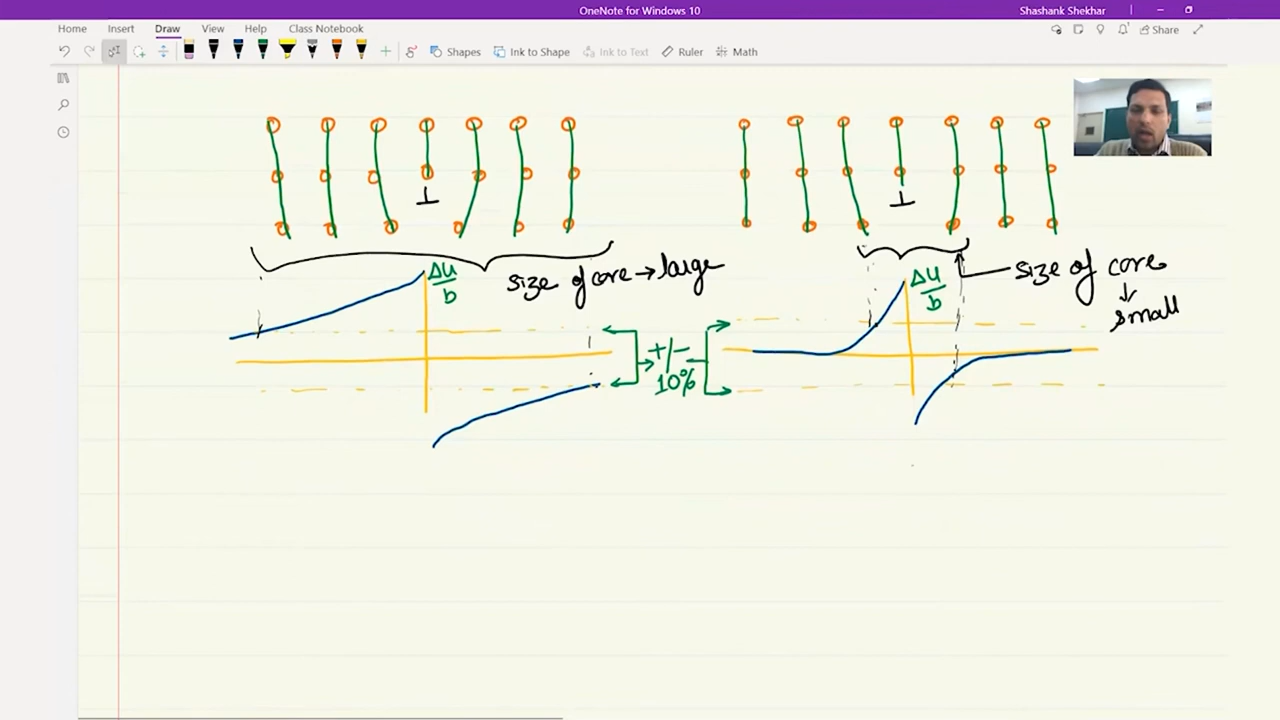 OneNote for Windows 10
Shashank Shekhar
Home Insert Draw View Help Class Notebook
Shapes Ink to Shape Ink to Text Ruler Math Share
⊥ ⊥
size of core → large
size of core
↓
small
Δu/b Δu/b
+/-
10%